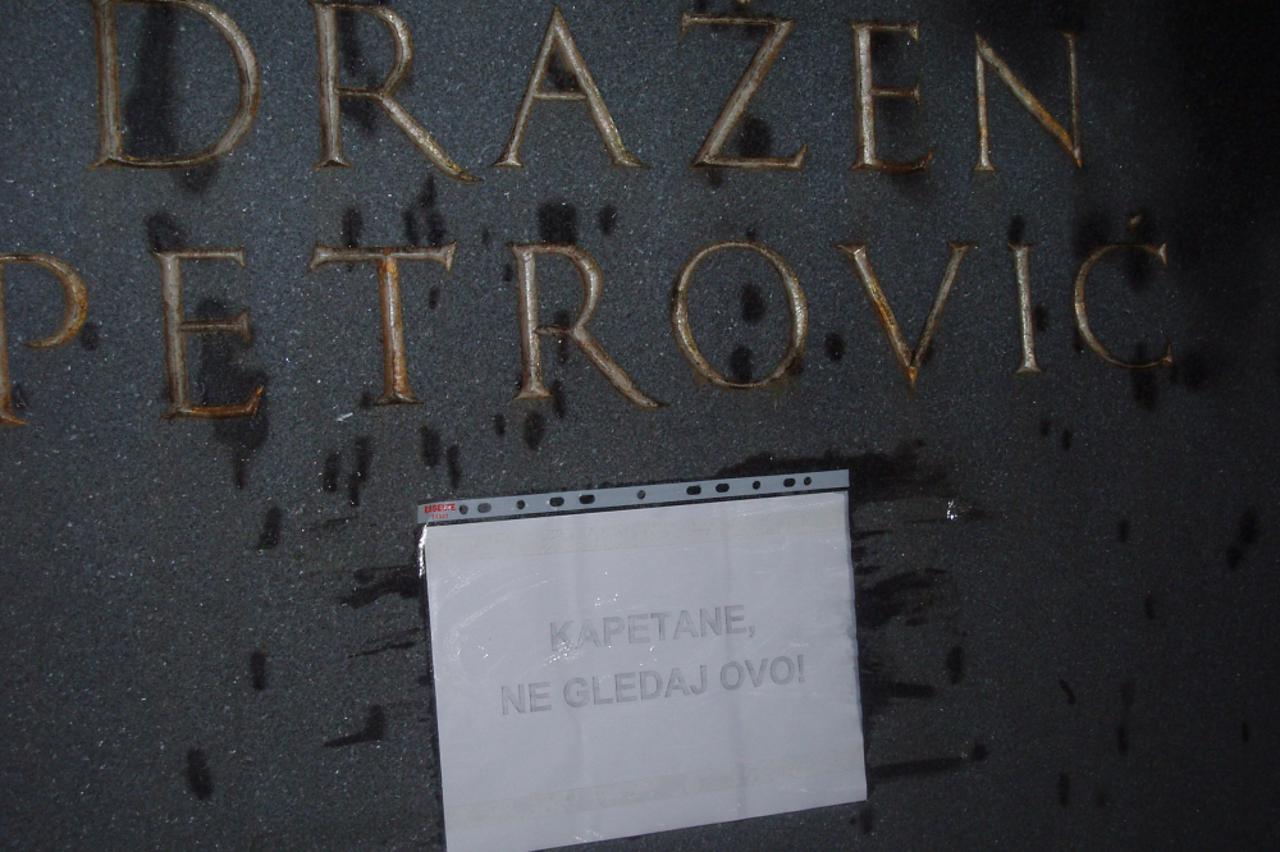 DRAŽEN
PETROVIĆ
KAPETANE,
NE GLEDAJ OVO!